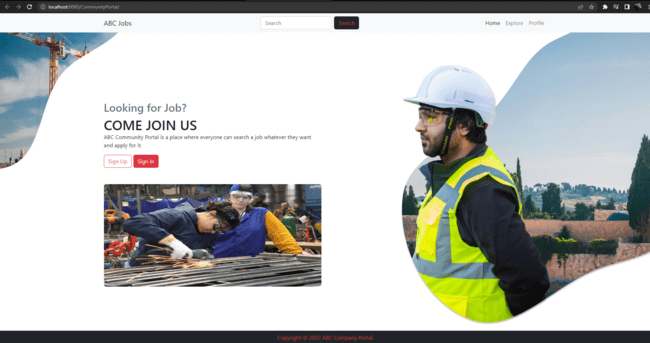 localhost:8080/CommunityPortal/
ABC Jobs
Search
Search
Home
Explore
Profile
Looking for Job?
COME JOIN US
ABC Community Portal is a place where everyone can search a job whatever they want
and apply for it.
Sign Up
Sign In
Copyright © 2022 ABC Company Portal